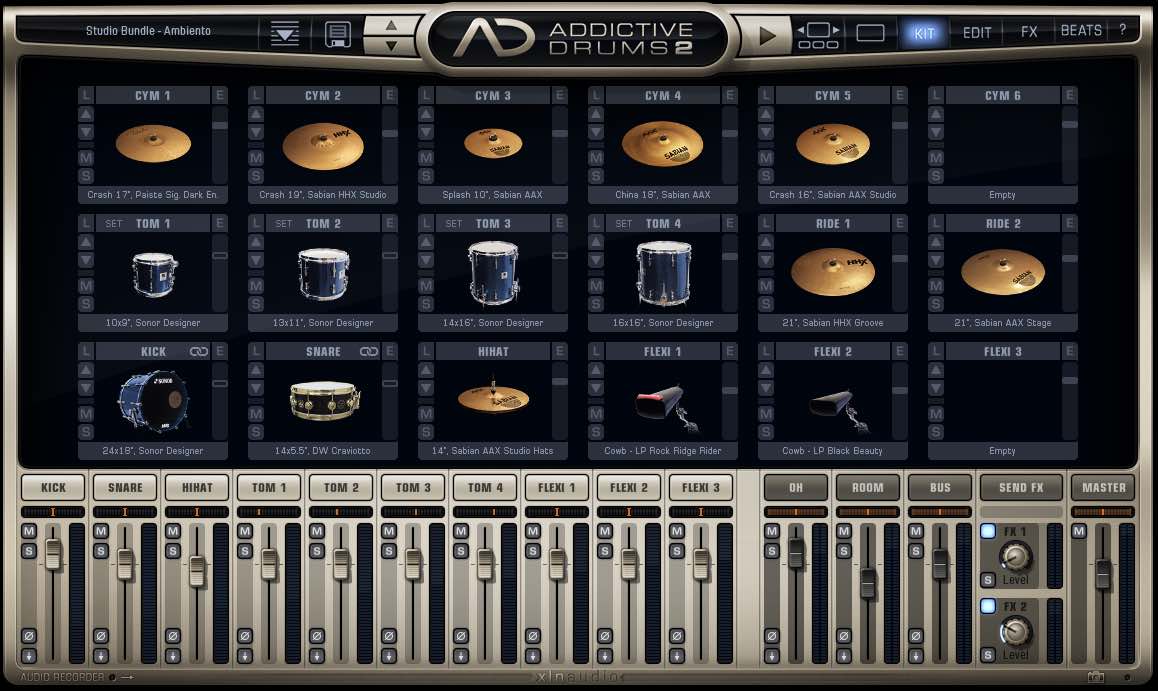 Studio Bundle - Ambiento
ADDICTIVE
DRUMS 2
KIT EDIT FX BEATS ?
L CYM 1 E L CYM 2 E L CYM 3 E L CYM 4 E L CYM 5 E L CYM 6 E
M M M M M M
S S S S S S
Crash 17", Paiste Sig. Dark En. Crash 19", Sabian HHX Studio Splash 10", Sabian AAX China 18", Sabian AAX Crash 16", Sabian AAX Studio Empty
L SET TOM 1 E L SET TOM 2 E L SET TOM 3 E L SET TOM 4 E L RIDE 1 E L RIDE 2 E
HHX
SABIAN
M M M M M M
S S S S S S
10x9", Sonor Designer 13x11", Sonor Designer 14x16", Sonor Designer 16x16", Sonor Designer 21", Sabian HHX Groove 21", Sabian AAX Stage
L KICK E L SNARE E L HIHAT E L FLEXI 1 E L FLEXI 2 E L FLEXI 3 E
SONOR
M M M M M M
S S S S S S
24x18", Sonor Designer 14x5.5", DW Craviotto 14", Sabian AAX Studio Hats Cowb - LP Rock Ridge Rider Cowb - LP Black Beauty Empty
KICK SNARE HIHAT TOM 1 TOM 2 TOM 3 TOM 4 FLEXI 1 FLEXI 2 FLEXI 3 OH ROOM BUS SEND FX MASTER
M M M M M M M M M M M M M FX 1 M
S S S S S S S S S S S S S
S Level
FX 2
Ø Ø Ø Ø Ø Ø Ø Ø Ø Ø Ø Ø Ø
S Level
AUDIO RECORDER xlnaudio